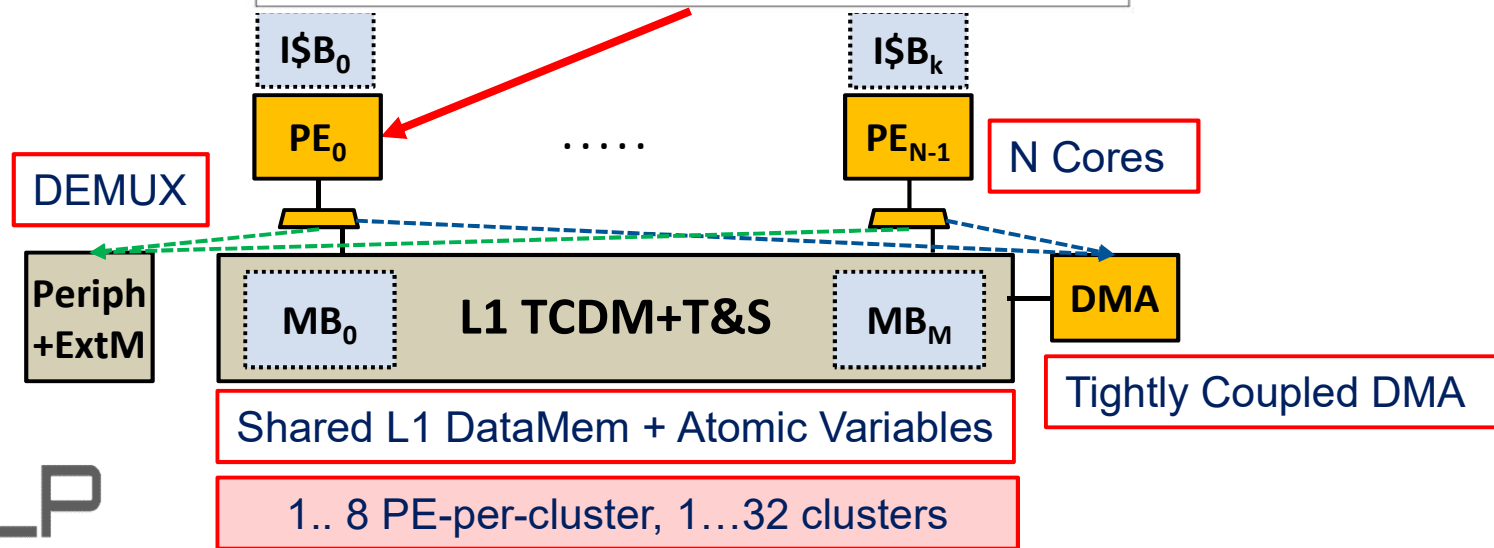 I$B0
I$Bk
PE0
.....
PEN-1
N Cores
DEMUX
Periph
+ExtM
MB0
L1 TCDM+T&S
MBM
DMA
Tightly Coupled DMA
Shared L1 DataMem + Atomic Variables
1.. 8 PE-per-cluster, 1...32 clusters
_P